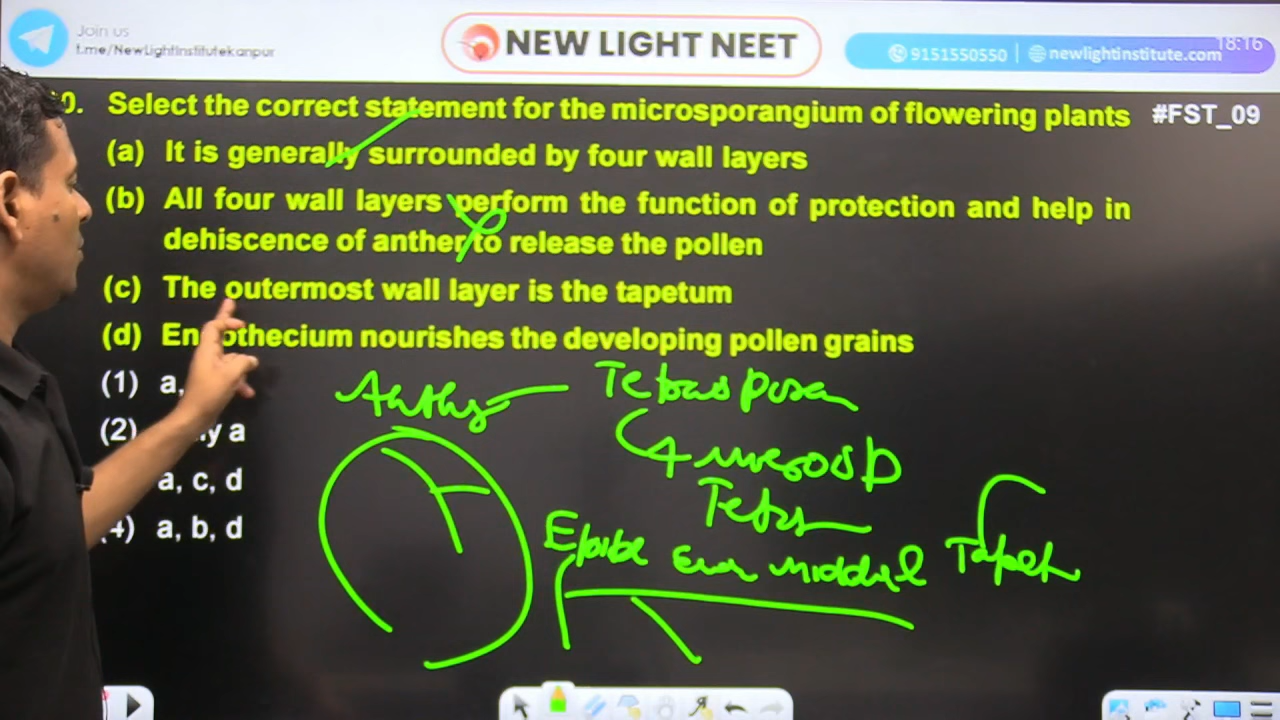 Join us
t.me/NewLightInstitutekanpur
NEW LIGHT NEET
9151550550 | newlightinstitute.com
18:16
0. Select the correct statement for the microsporangium of flowering plants #FST_09
(a) It is generally surrounded by four wall layers
(b) All four wall layers perform the function of protection and help in
dehiscence of anther to release the pollen
(c) The outermost wall layer is the tapetum
(d) Endothecium nourishes the developing pollen grains
(1) a,
(2) y a
a, c, d
4) a, b, d